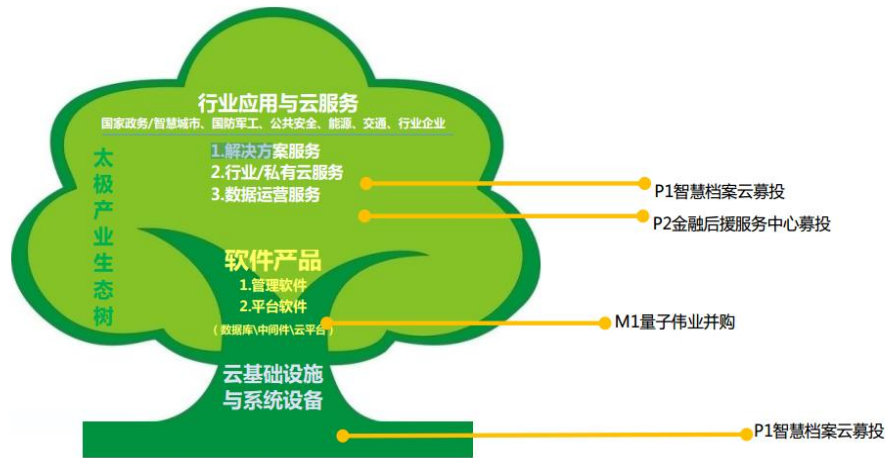 行业应用与云服务
国家政务/智慧城市、国防军工、公共安全、能源、交通、行业企业
太极产业生态树
1.解决方案服务
2.行业/私有云服务
3.数据运营服务
P1智慧档案云募投
P2金融后援服务中心募投
软件产品
1.管理软件
2.平台软件
（数据库\中间件\云平台）
M1量子伟业并购
云基础设施
与系统设备
P1智慧档案云募投